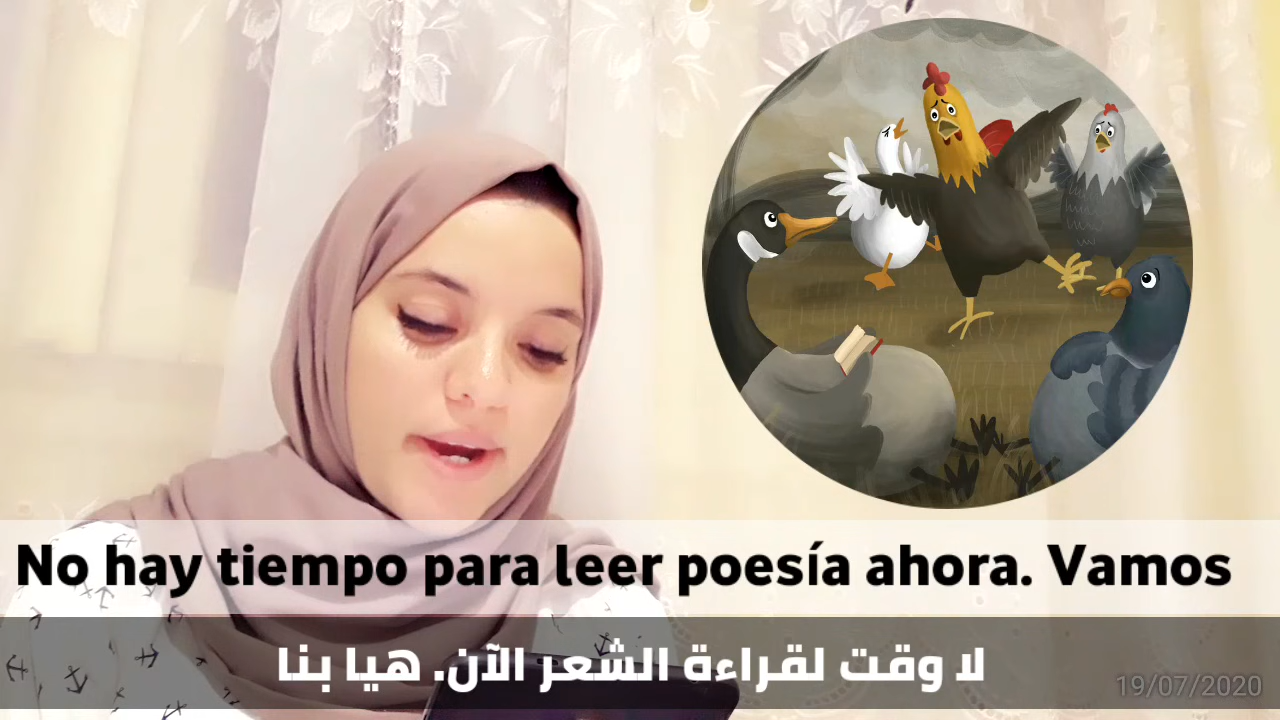 No hay tiempo para leer poesía ahora. Vamos
لا وقت لقراءة الشعر الآن. هيا بنا
19/07/2020